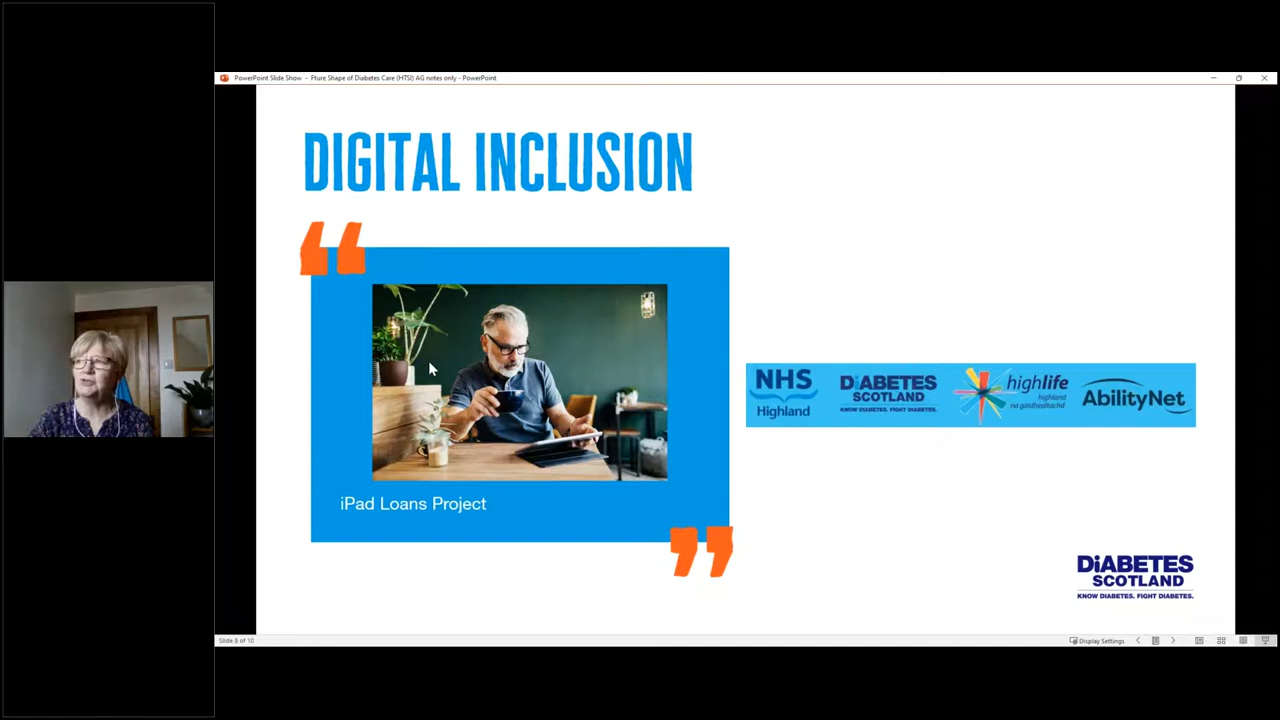 PowerPoint Slide Show - Fture Shape of Diabetes Care (HTSI) AG notes only - PowerPoint
DIGITAL INCLUSION
iPad Loans Project
NHS
Highland
DiABETES
SCOTLAND
KNOW DIABETES. FIGHT DIABETES.
highlife
highland
na gàidhealtachd
AbilityNet
DiABETES
SCOTLAND
KNOW DIABETES. FIGHT DIABETES.
Slide 8 of 10
Display Settings